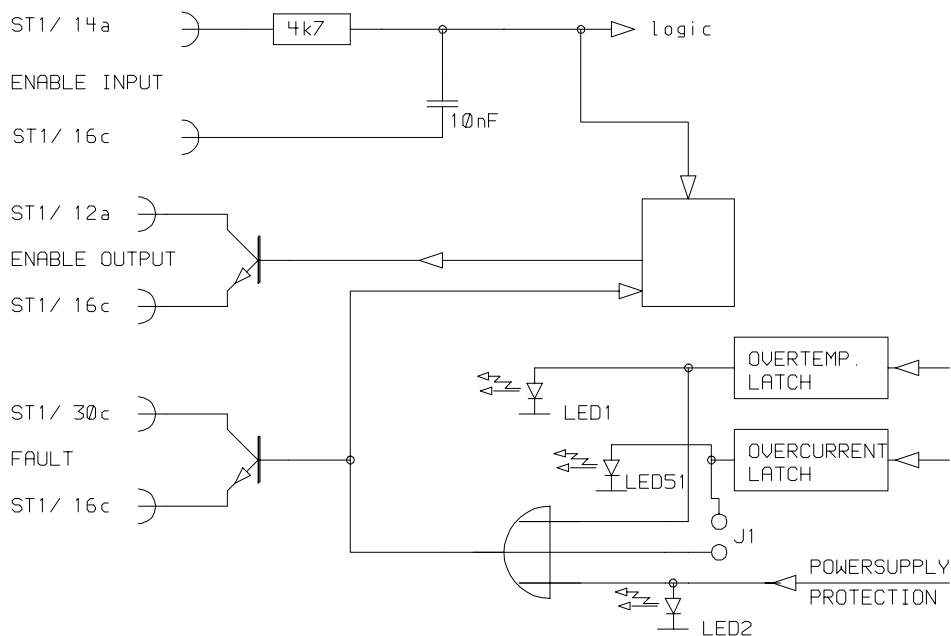 ST1/ 14a
4k7
logic
ENABLE INPUT
10nF
ST1/ 16c
ST1/ 12a
ENABLE OUTPUT
ST1/ 16c
OVERTEMP.
LATCH
LED1
ST1/ 30c
FAULT
OVERCURRENT
LATCH
LED51
ST1/ 16c
J1
POWERSUPPLY
PROTECTION
LED2